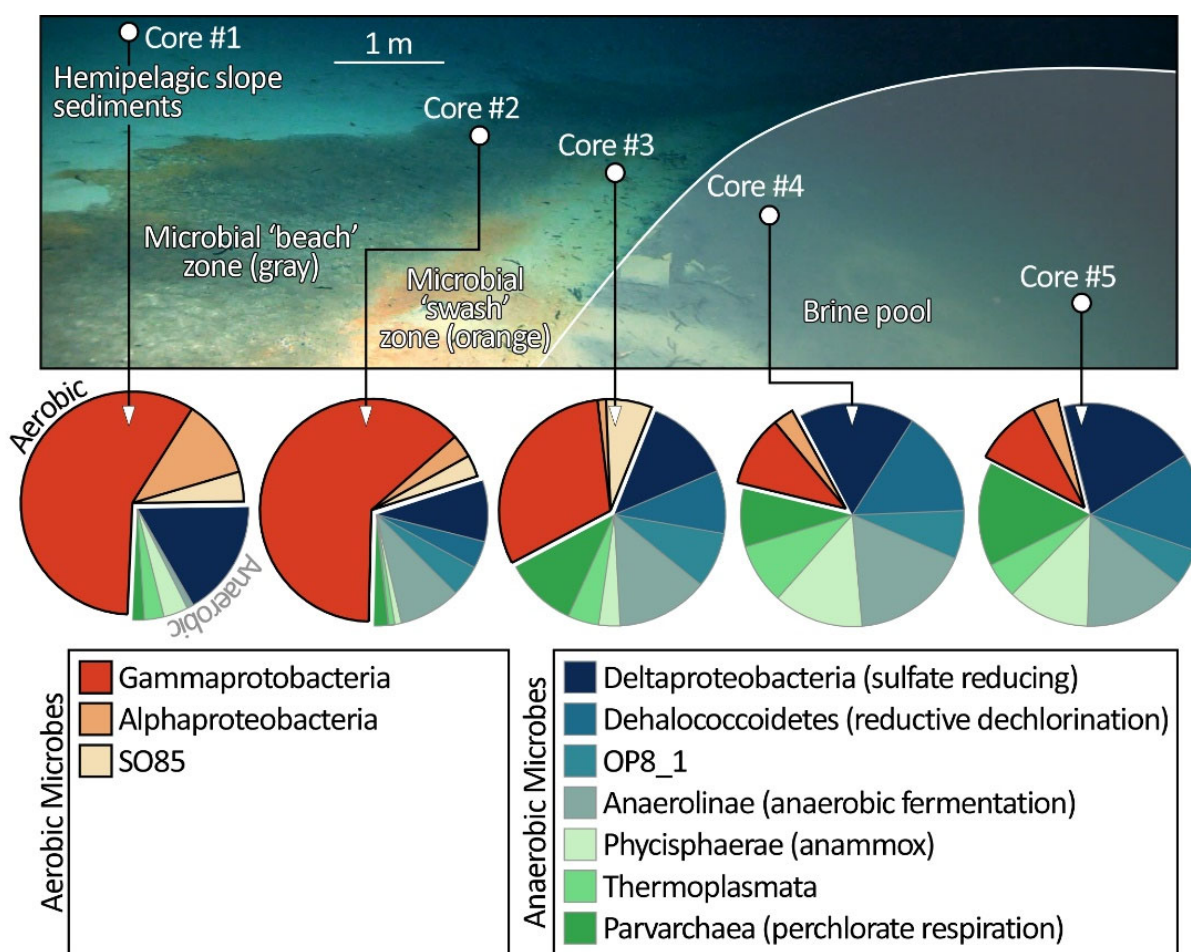 Core #1
1 m
Hemipelagic slope
sediments
Core #2
Core #3
Core #4
Microbial 'beach'
zone (gray)
Microbial
'swash'
zone (orange)
Core #5
Brine pool
Aerobic
Anaerobic
Aerobic Microbes
Gammaprotobacteria
Alphaproteobacteria
SO85
Anaerobic Microbes
Deltaproteobacteria (sulfate reducing)
Dehalococcoidetes (reductive dechlorination)
OP8_1
Anaerolinae (anaerobic fermentation)
Phycisphaerae (anammox)
Thermoplasmata
Parvarchaea (perchlorate respiration)